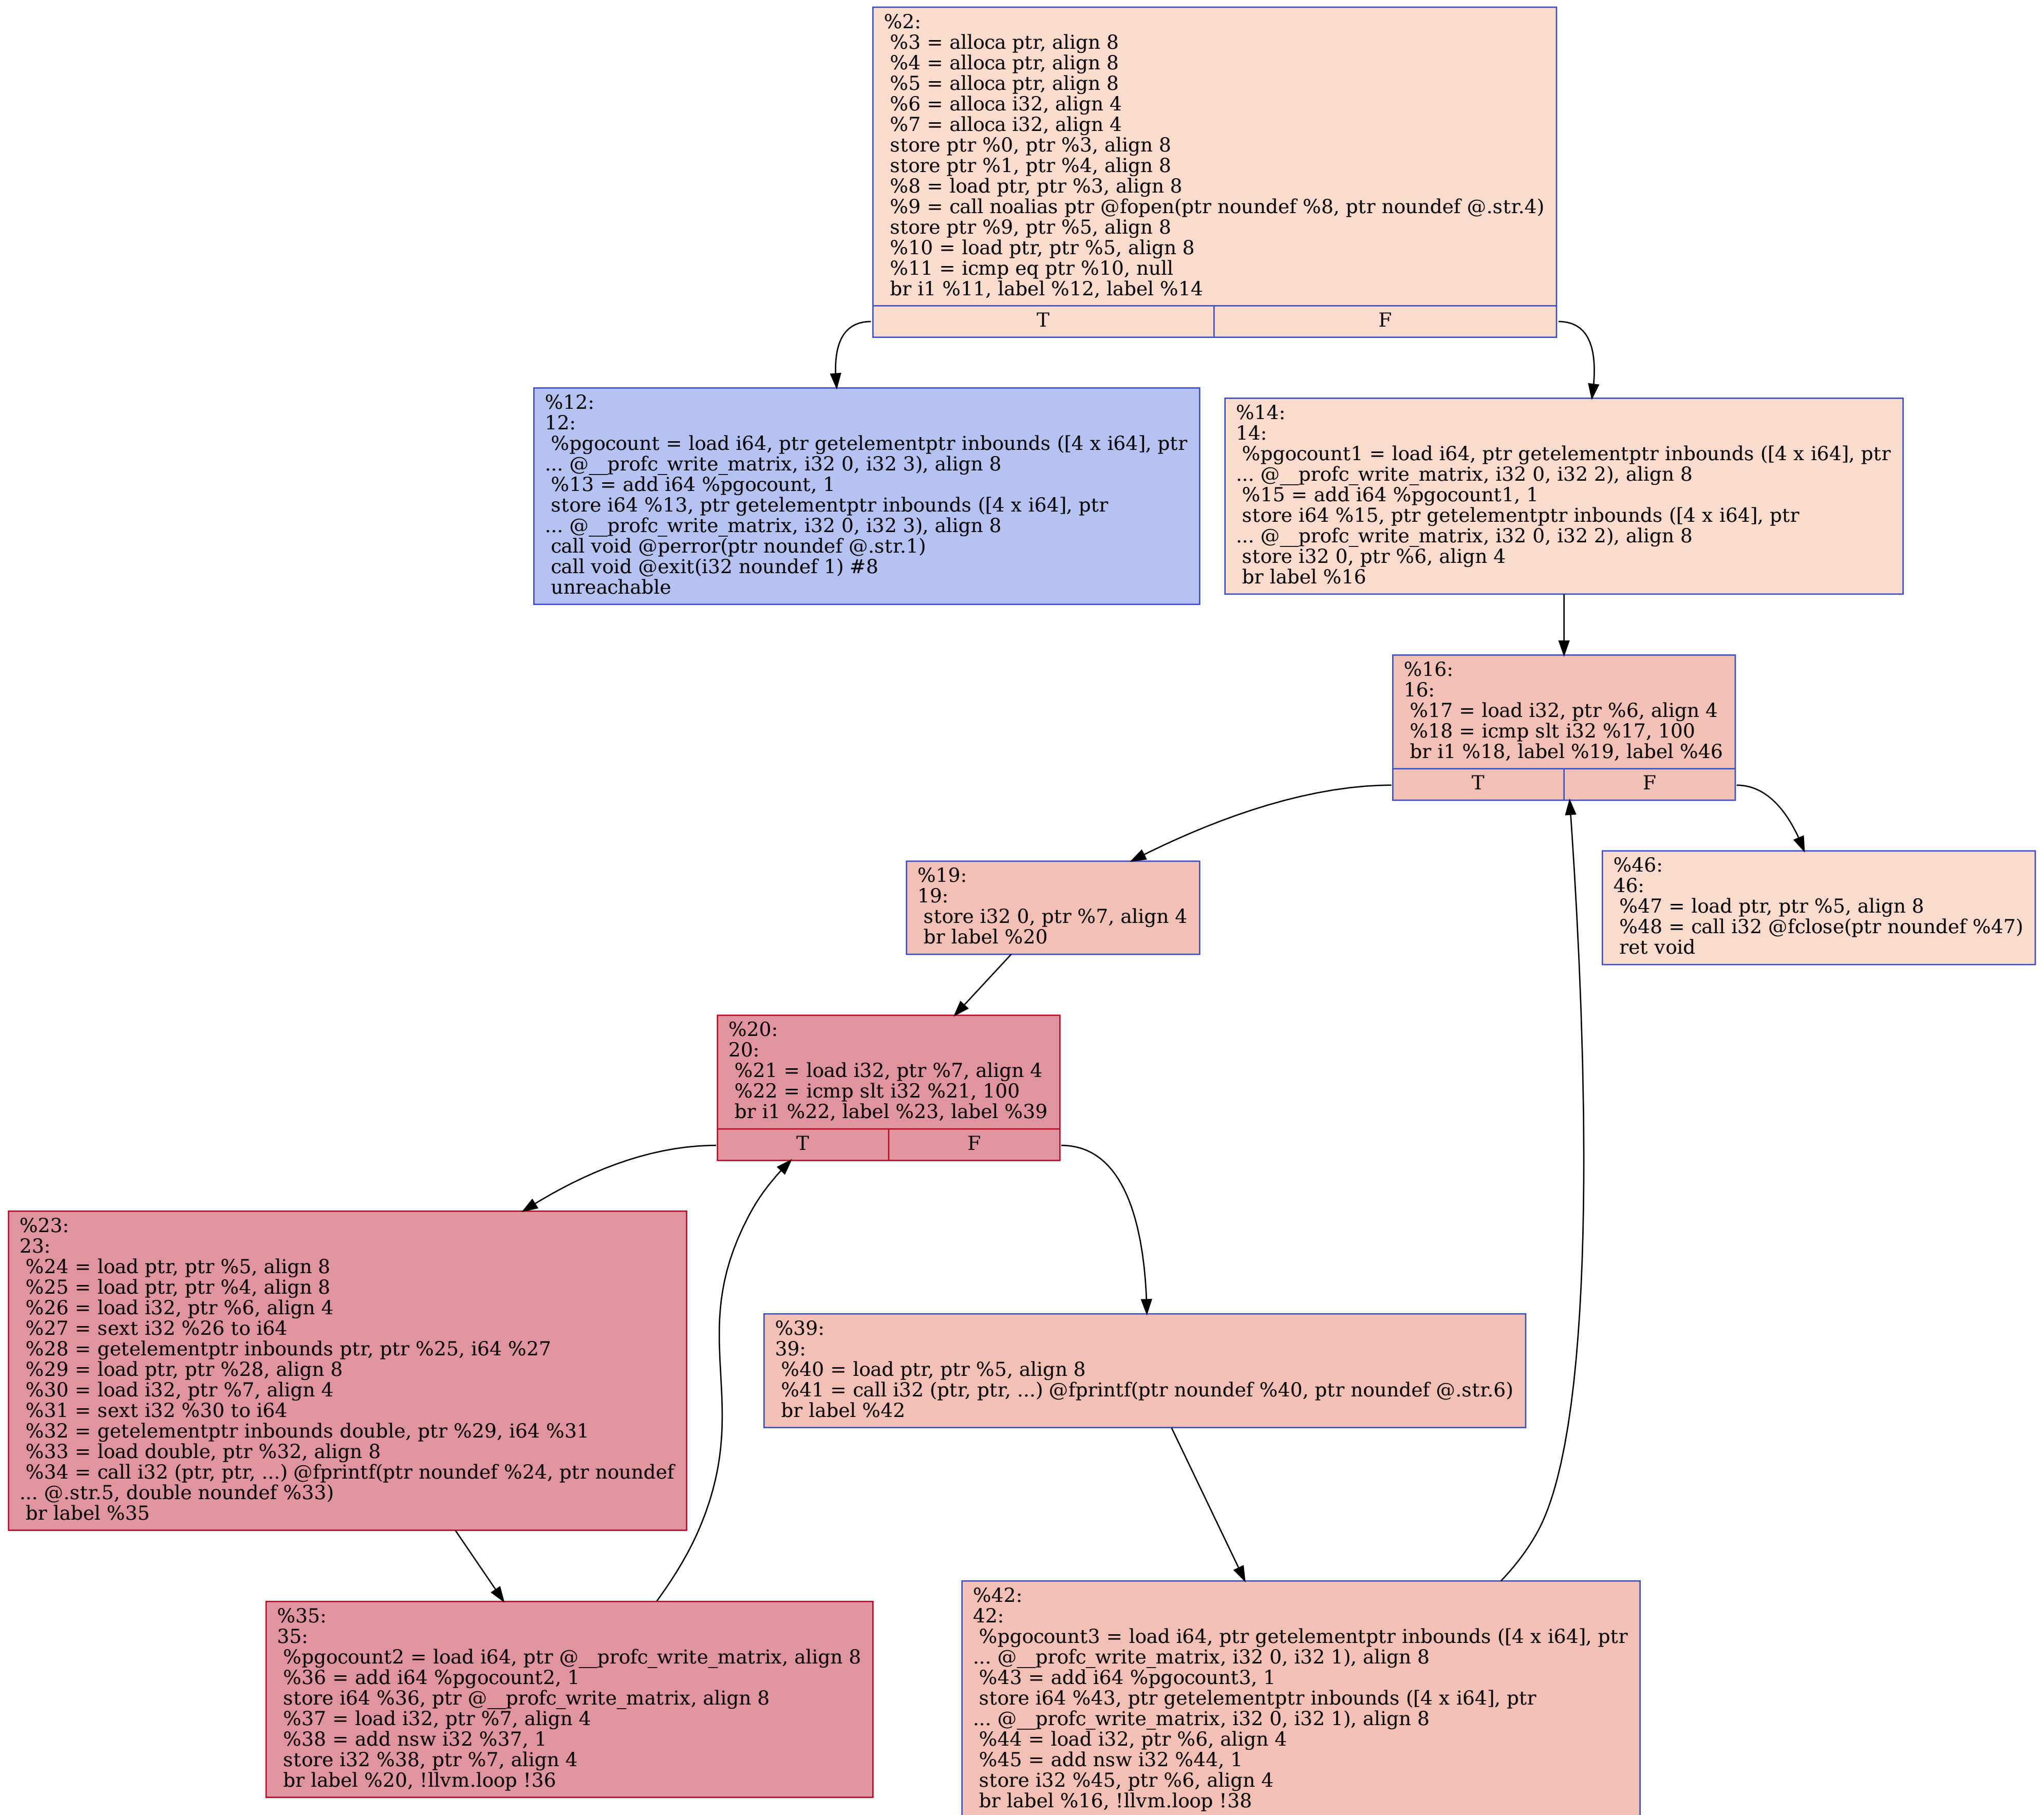 %2:
%3 = alloca ptr, align 8
%4 = alloca ptr, align 8
%5 = alloca ptr, align 8
%6 = alloca i32, align 4
%7 = alloca i32, align 4
store ptr %0, ptr %3, align 8
store ptr %1, ptr %4, align 8
%8 = load ptr, ptr %3, align 8
%9 = call noalias ptr @fopen(ptr noundef %8, ptr noundef @.str.4)
store ptr %9, ptr %5, align 8
%10 = load ptr, ptr %5, align 8
%11 = icmp eq ptr %10, null
br i1 %11, label %12, label %14
T
F
%12:
12:
%pgocount = load i64, ptr getelementptr inbounds ([4 x i64], ptr
... @__profc_write_matrix, i32 0, i32 3), align 8
%13 = add i64 %pgocount, 1
store i64 %13, ptr getelementptr inbounds ([4 x i64], ptr
... @__profc_write_matrix, i32 0, i32 3), align 8
call void @perror(ptr noundef @.str.1)
call void @exit(i32 noundef 1) #8
unreachable
%14:
14:
%pgocount1 = load i64, ptr getelementptr inbounds ([4 x i64], ptr
... @__profc_write_matrix, i32 0, i32 2), align 8
%15 = add i64 %pgocount1, 1
store i64 %15, ptr getelementptr inbounds ([4 x i64], ptr
... @__profc_write_matrix, i32 0, i32 2), align 8
store i32 0, ptr %6, align 4
br label %16
%16:
16:
%17 = load i32, ptr %6, align 4
%18 = icmp slt i32 %17, 100
br i1 %18, label %19, label %46
T
F
%19:
19:
store i32 0, ptr %7, align 4
br label %20
%46:
46:
%47 = load ptr, ptr %5, align 8
%48 = call i32 @fclose(ptr noundef %47)
ret void
%20:
20:
%21 = load i32, ptr %7, align 4
%22 = icmp slt i32 %21, 100
br i1 %22, label %23, label %39
T
F
%23:
23:
%24 = load ptr, ptr %5, align 8
%25 = load ptr, ptr %4, align 8
%26 = load i32, ptr %6, align 4
%27 = sext i32 %26 to i64
%28 = getelementptr inbounds ptr, ptr %25, i64 %27
%29 = load ptr, ptr %28, align 8
%30 = load i32, ptr %7, align 4
%31 = sext i32 %30 to i64
%32 = getelementptr inbounds double, ptr %29, i64 %31
%33 = load double, ptr %32, align 8
%34 = call i32 (ptr, ptr, ...) @fprintf(ptr noundef %24, ptr noundef
... @.str.5, double noundef %33)
br label %35
%39:
39:
%40 = load ptr, ptr %5, align 8
%41 = call i32 (ptr, ptr, ...) @fprintf(ptr noundef %40, ptr noundef @.str.6)
br label %42
%35:
35:
%pgocount2 = load i64, ptr @__profc_write_matrix, align 8
%36 = add i64 %pgocount2, 1
store i64 %36, ptr @__profc_write_matrix, align 8
%37 = load i32, ptr %7, align 4
%38 = add nsw i32 %37, 1
store i32 %38, ptr %7, align 4
br label %20, !llvm.loop !36
%42:
42:
%pgocount3 = load i64, ptr getelementptr inbounds ([4 x i64], ptr
... @__profc_write_matrix, i32 0, i32 1), align 8
%43 = add i64 %pgocount3, 1
store i64 %43, ptr getelementptr inbounds ([4 x i64], ptr
... @__profc_write_matrix, i32 0, i32 1), align 8
%44 = load i32, ptr %6, align 4
%45 = add nsw i32 %44, 1
store i32 %45, ptr %6, align 4
br label %16, !llvm.loop !38